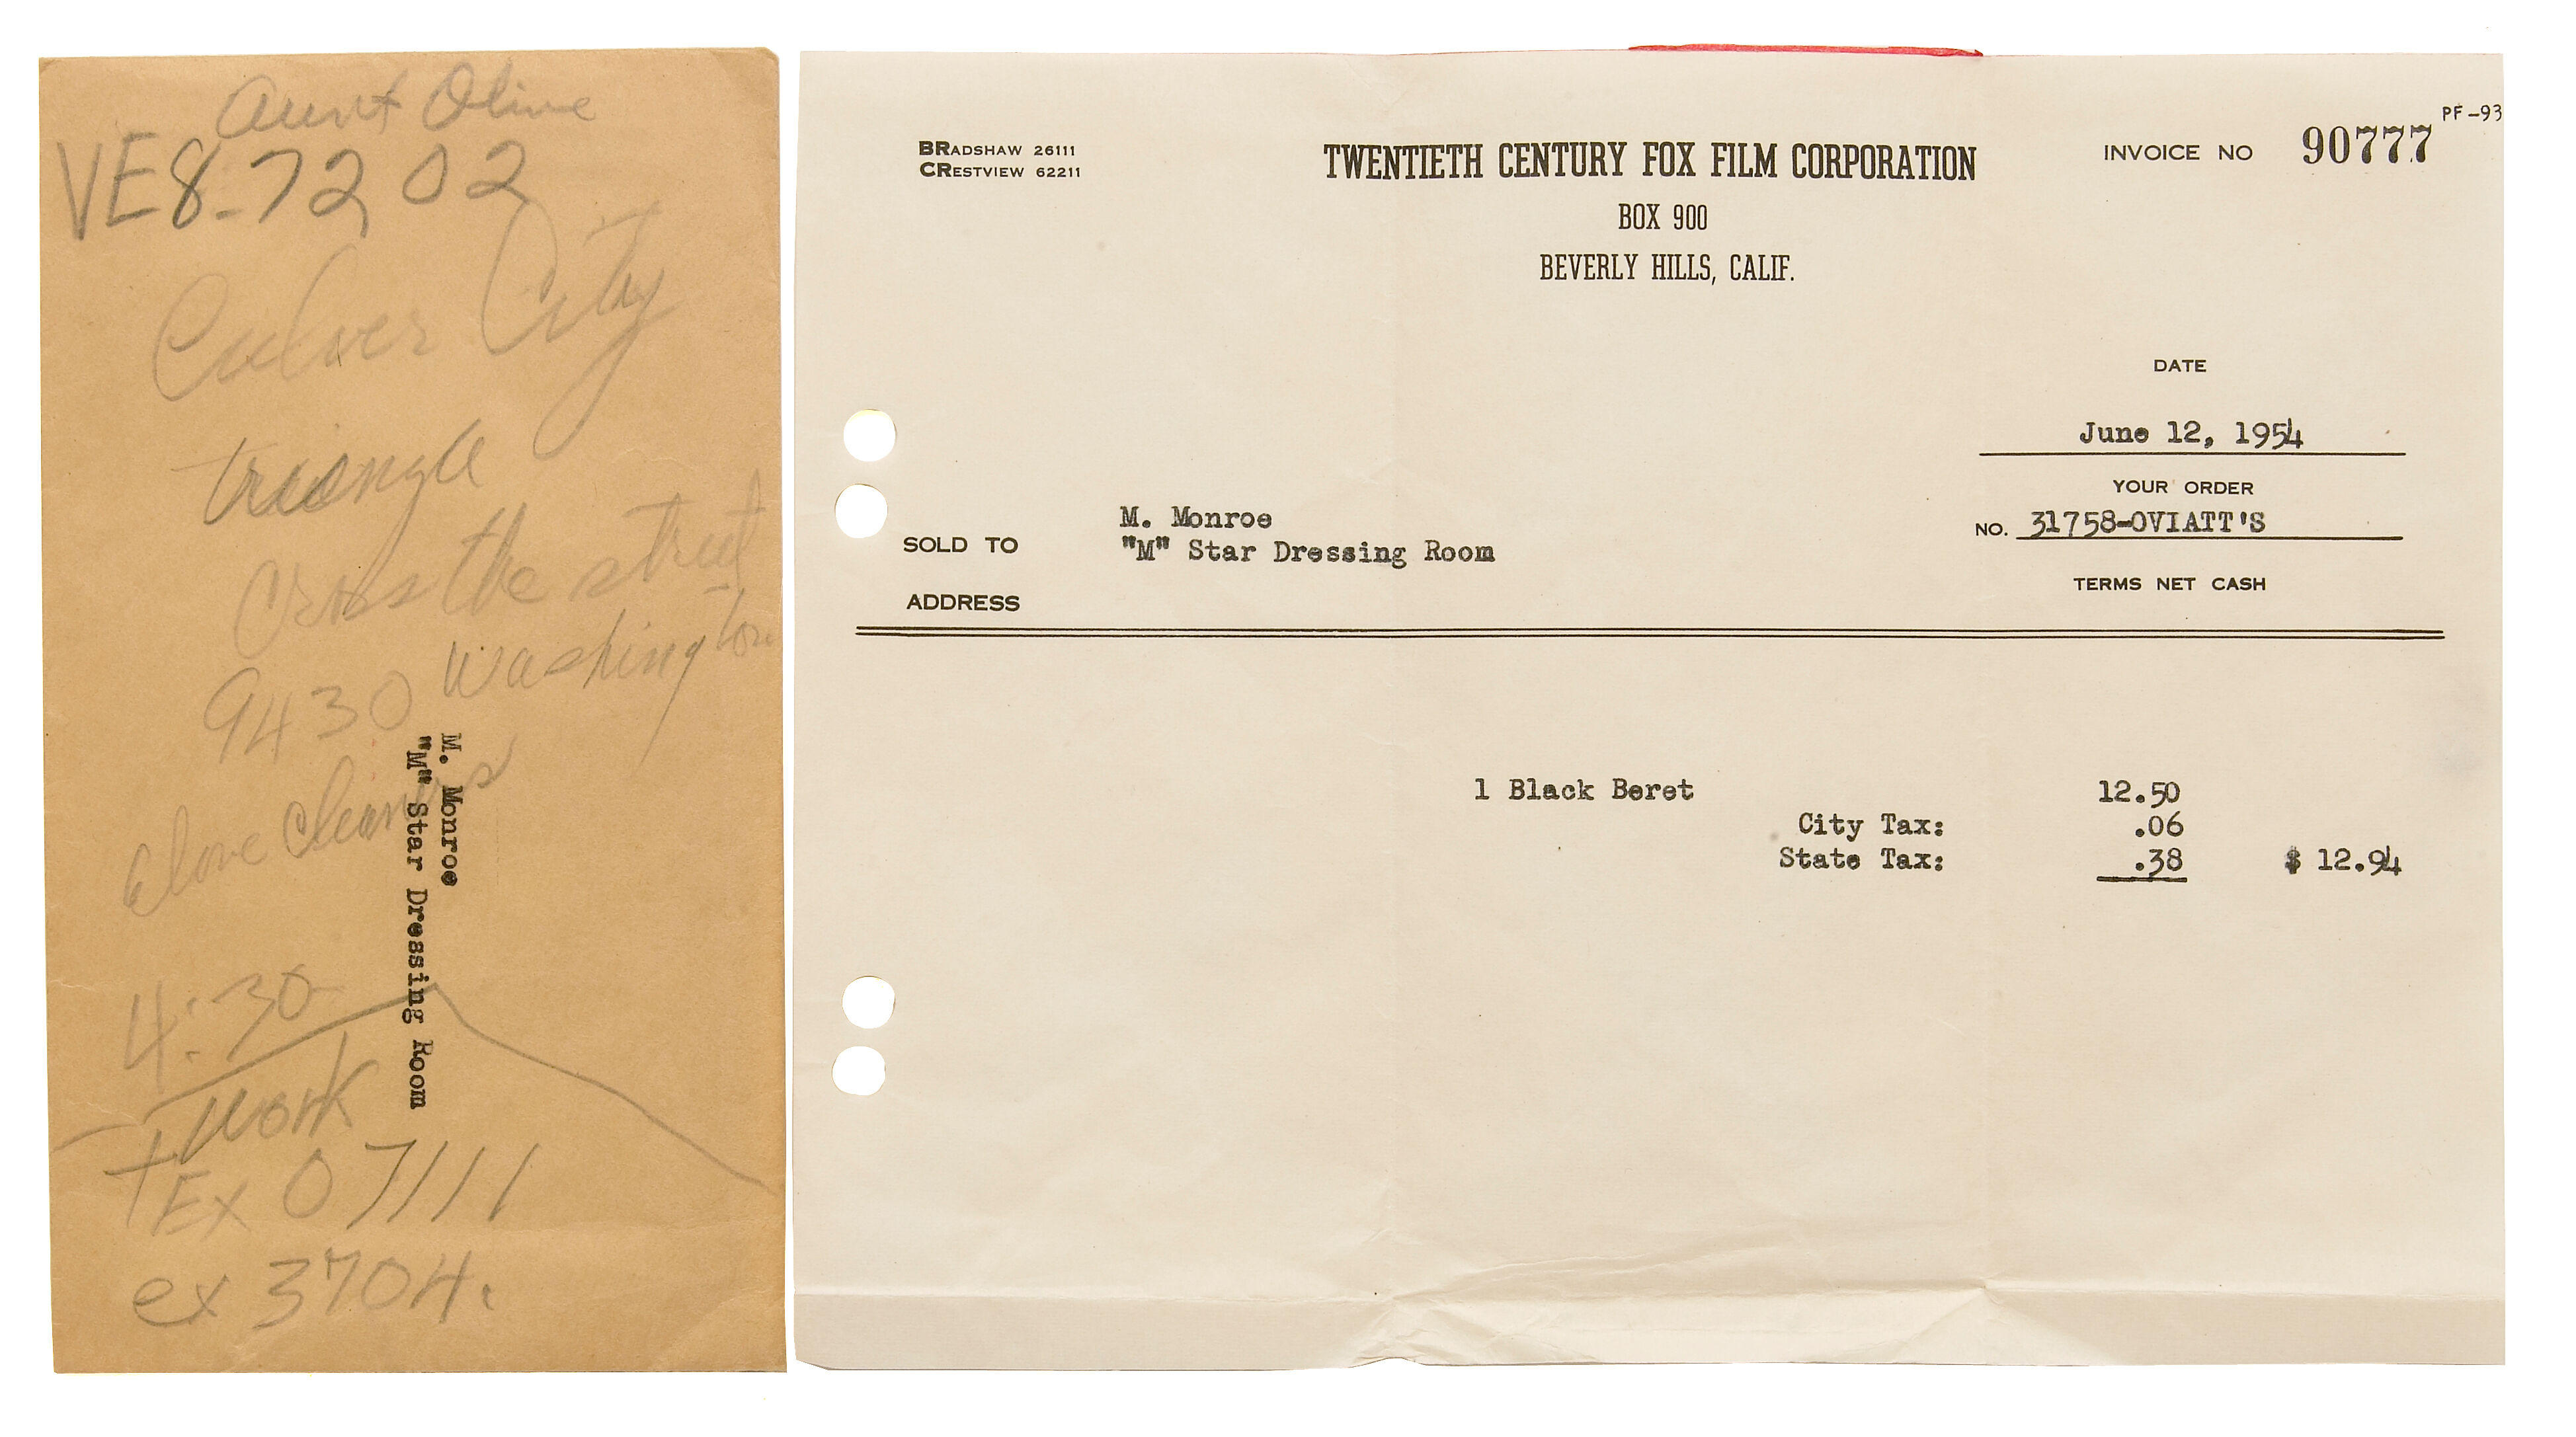 Aunt Olive
VE8-7202
Culver City
triangle
Cross the street
9430 Washington
Cleaners
M. Monroe
"M" Star Dressing Room
4:30
work
Ex 07111
ex 3704.
PF-93
BRADSHAW 26111
CRESTVIEW 62211
TWENTIETH CENTURY FOX FILM CORPORATION
INVOICE NO 90777
BOX 900
BEVERLY HILLS, CALIF.
DATE
June 12, 1954
YOUR ORDER
NO. 31758-OVIATT'S
TERMS NET CASH
SOLD TO
M. Monroe
"M" Star Dressing Room
ADDRESS
1 Black Beret 12.50
City Tax: .06
State Tax: .38 $ 12.94